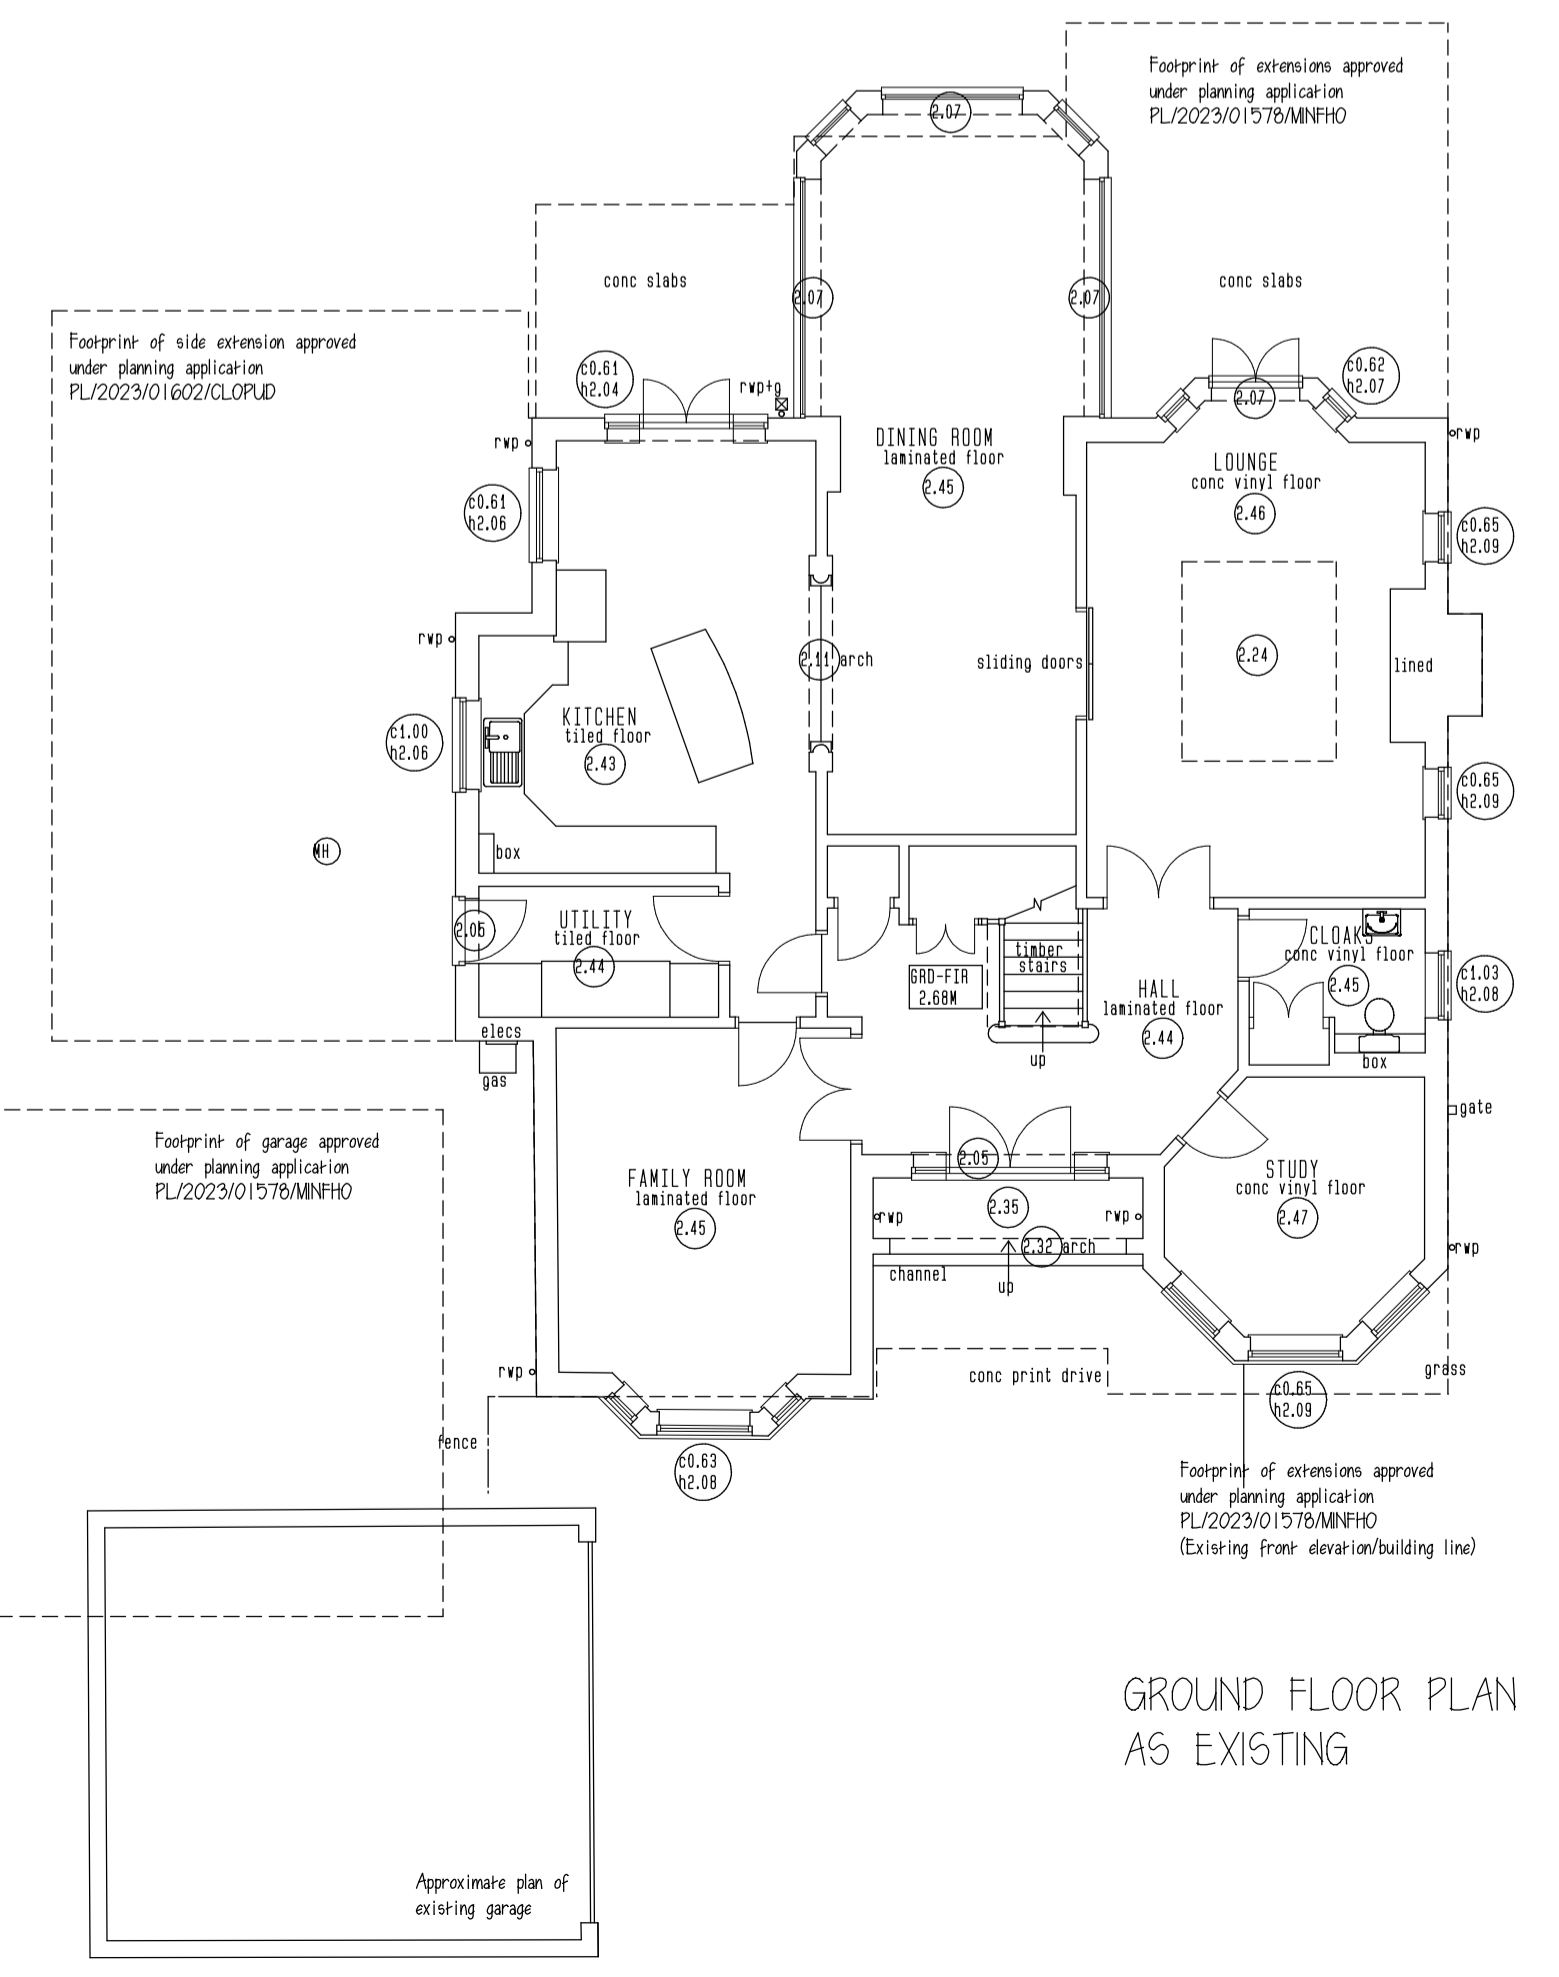 Footprint of extensions approved
under planning application
PL/2023/01578/MINFHO
2.07
conc slabs
conc slabs
2.07
2.07
Footprint of side extension approved
under planning application
PL/2023/01602/CLOPUD
c0.61
h2.04
rwp+g
c0.62
h2.07
2.07
rwp
rwp
DINING ROOM
laminated floor
2.45
LOUNGE
conc vinyl floor
2.46
c0.61
h2.06
c0.65
h2.09
rwp
2.11 arch
sliding doors
2.24
lined
KITCHEN
tiled floor
2.43
c1.00
h2.06
c0.65
h2.09
MH
box
UTILITY
tiled floor
2.44
2.05
timber
stairs
GRD-FIR
2.68M
CLOAKS
conc vinyl floor
2.45
c1.03
h2.08
HALL
laminated floor
2.44
elecs
gas
up
box
gate
Footprint of garage approved
under planning application
PL/2023/01578/MINFHO
FAMILY ROOM
laminated floor
2.45
2.05
STUDY
conc vinyl floor
2.47
rwp
2.35
rwp
2.32 arch
rwp
channel
up
rwp
conc print drive
grass
c0.65
h2.09
fence
c0.63
h2.08
Footprint of extensions approved
under planning application
PL/2023/01578/MINFHO
(Existing front elevation/building line)
GROUND FLOOR PLAN
AS EXISTING
Approximate plan of
existing garage